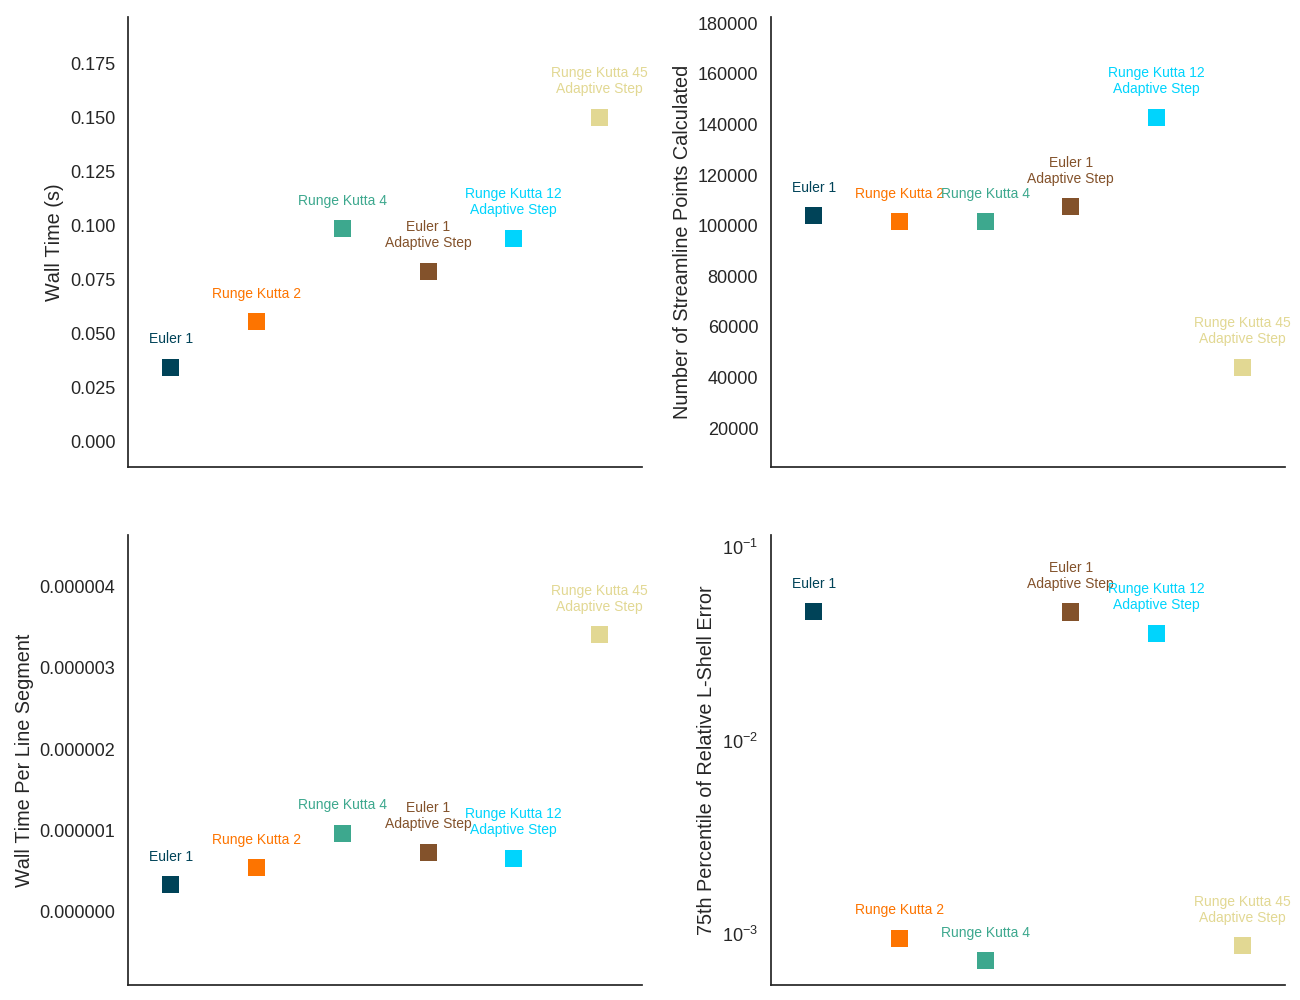 Wall Time (s)
0.175
0.150
0.125
0.100
0.075
0.050
0.025
0.000
Euler 1
Runge Kutta 2
Runge Kutta 4
Euler 1
Adaptive Step
Runge Kutta 12
Adaptive Step
Runge Kutta 45
Adaptive Step
Number of Streamline Points Calculated
180000
160000
140000
120000
100000
80000
60000
40000
20000
Euler 1
Runge Kutta 2
Runge Kutta 4
Euler 1
Adaptive Step
Runge Kutta 12
Adaptive Step
Runge Kutta 45
Adaptive Step
Wall Time Per Line Segment
0.000004
0.000003
0.000002
0.000001
0.000000
Euler 1
Runge Kutta 2
Runge Kutta 4
Euler 1
Adaptive Step
Runge Kutta 12
Adaptive Step
Runge Kutta 45
Adaptive Step
75th Percentile of Relative L-Shell Error
10⁻¹
10⁻²
10⁻³
Euler 1
Runge Kutta 2
Runge Kutta 4
Euler 1
Adaptive Step
Runge Kutta 12
Adaptive Step
Runge Kutta 45
Adaptive Step